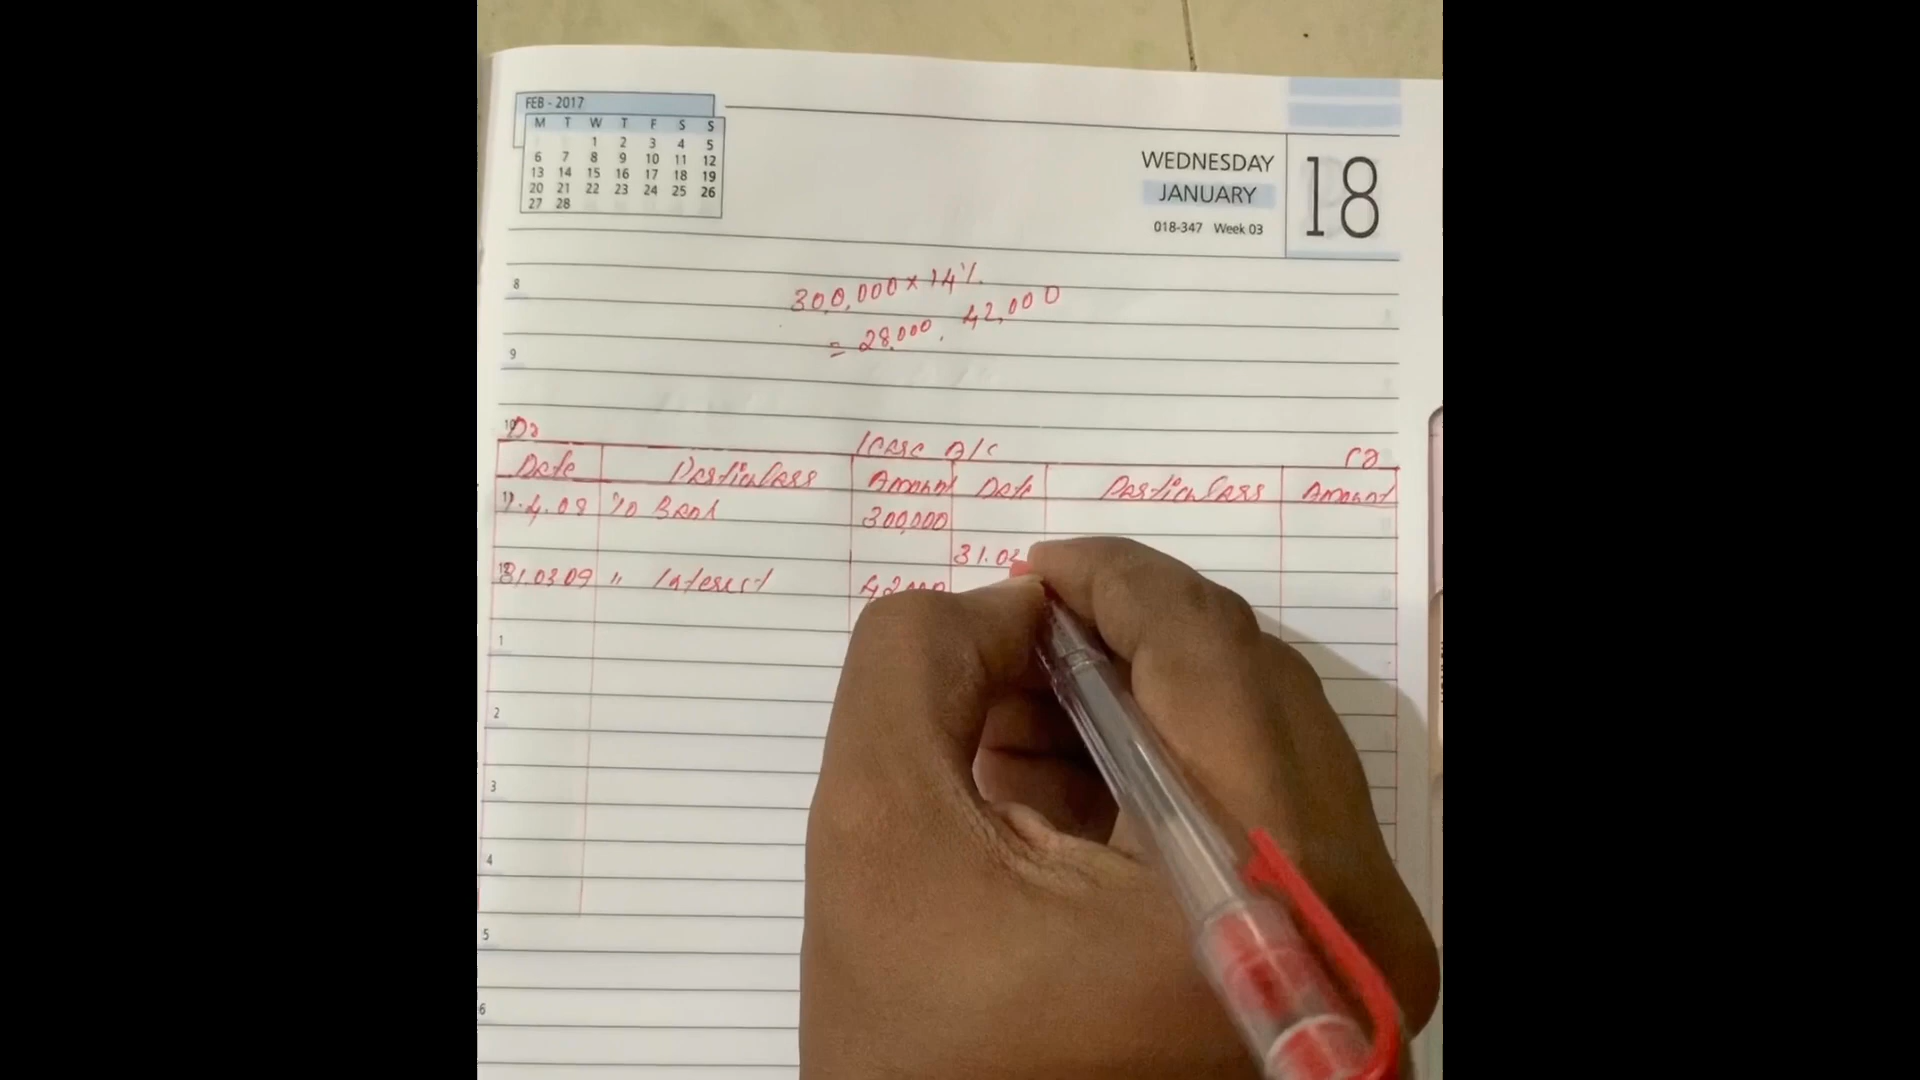 FEB - 2017
M T W T F S S
1 2 3 4 5
6 7 8 9 10 11 12
13 14 15 16 17 18 19
20 21 22 23 24 25 26
27 28
WEDNESDAY
JANUARY
018-347 Week 03
18
8
300,000 x 14%
= 28,000. 42,000
9
10
Dr Lease A/c Cr
Date Particulars Amount Date Particulars Amount
11
1.4.08 To Bank 300,000
31.03
12
31.03.09 " Interest 42,000
1
2
3
4
5
6